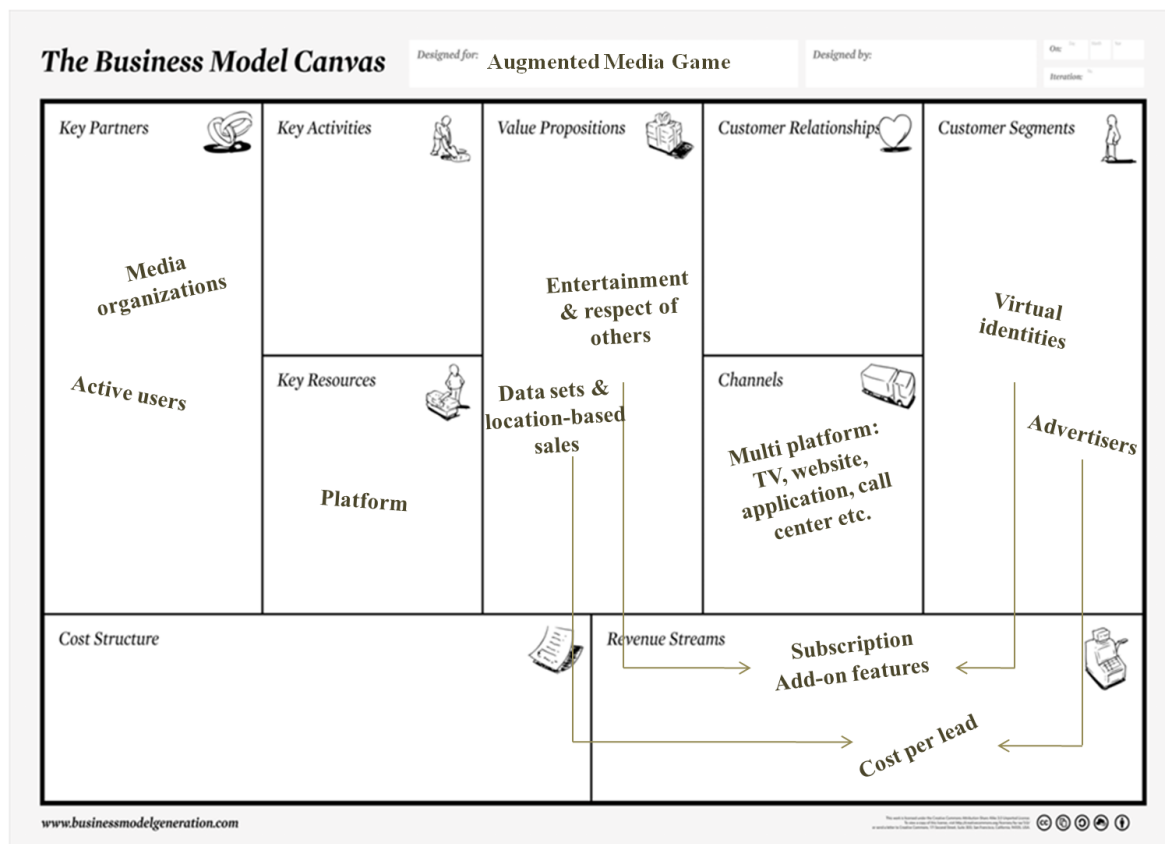 The Business Model Canvas
Designed for:
Augmented Media Game
Designed by:
On:
Iteration:
Key Partners
Media
organizations
Active users
Key Activities
Key Resources
Platform
Value Propositions
Entertainment
& respect of
others
Data sets &
location-based
sales
Customer Relationships
Channels
Multi platform:
TV, website,
application, call
center etc.
Customer Segments
Virtual
identities
Advertisers
Cost Structure
Revenue Streams
Subscription
Add-on features
Cost per lead
www.businessmodelgeneration.com